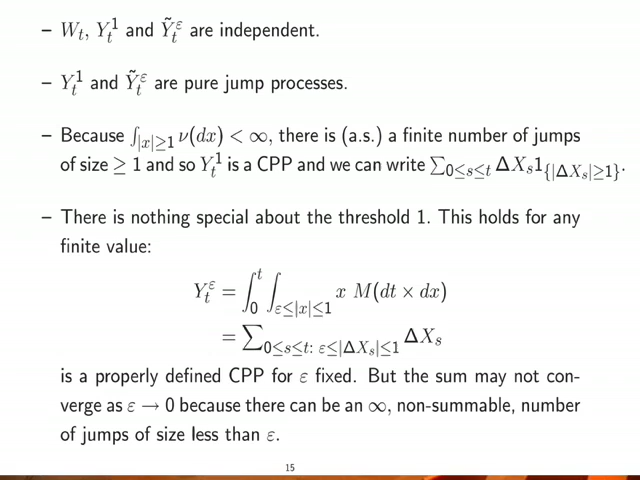 – W_t, Y_t^1 and Ỹ_t^ε are independent.
– Y_t^1 and Ỹ_t^ε are pure jump processes.
– Because ∫_{|x|≥1} ν(dx) < ∞, there is (a.s.) a finite number of jumps
of size ≥ 1 and so Y_t^1 is a CPP and we can write ∑_{0≤s≤t} ΔX_s 1_{{|ΔX_s|≥1}}.
– There is nothing special about the threshold 1. This holds for any
finite value:
Y_t^ε = ∫_0^t ∫_{ε≤|x|≤1} x M(dt × dx)
= ∑_{0≤s≤t: ε≤|ΔX_s|≤1} ΔX_s
is a properly defined CPP for ε fixed. But the sum may not con-
verge as ε → 0 because there can be an ∞, non-summable, number
of jumps of size less than ε.
15